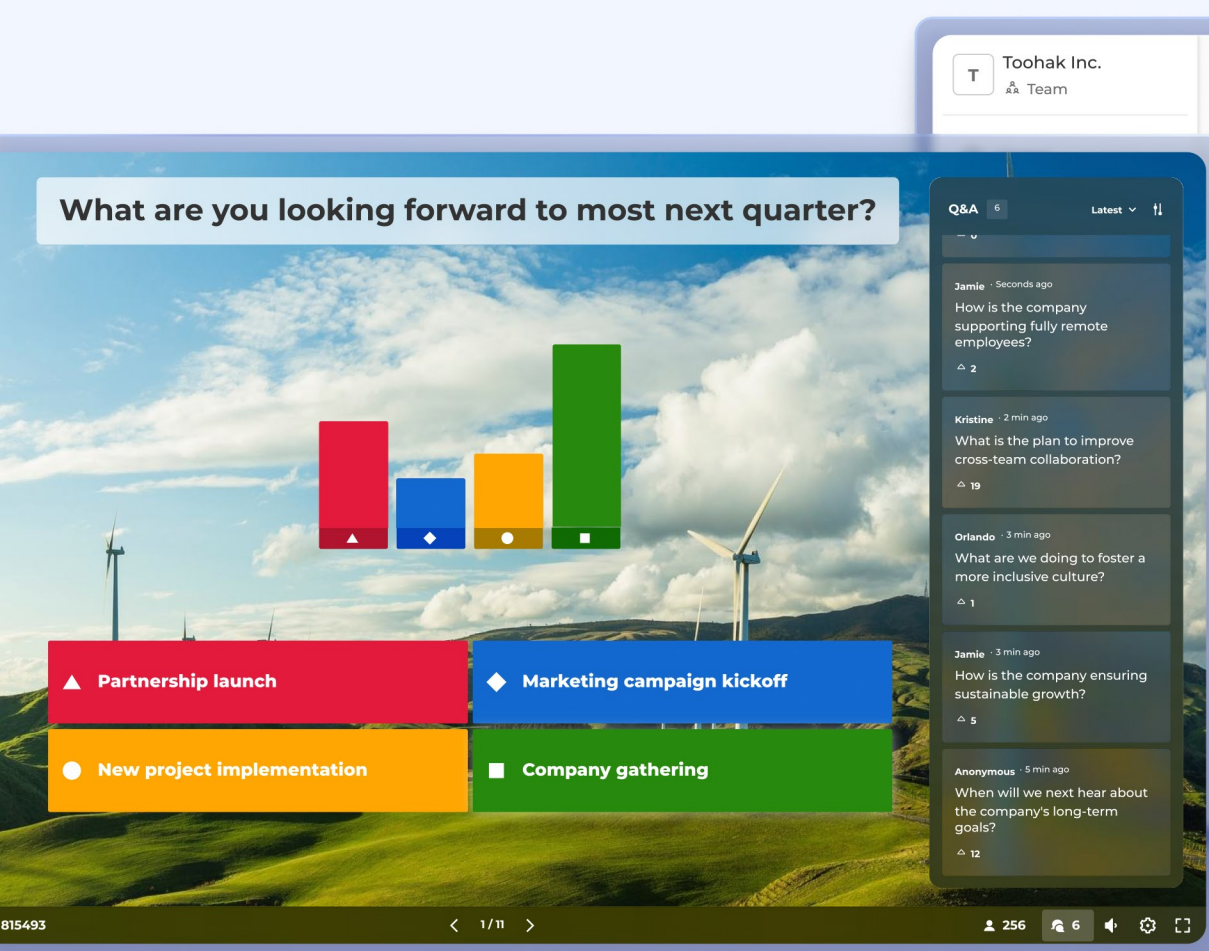 T
Toohak Inc.
Team
What are you looking forward to most next quarter?
Q&A 6
Latest
Jamie · Seconds ago
How is the company
supporting fully remote
employees?
2
Kristine · 2 min ago
What is the plan to improve
cross-team collaboration?
19
Orlando · 3 min ago
What are we doing to foster a
more inclusive culture?
1
Jamie · 3 min ago
How is the company ensuring
sustainable growth?
5
Anonymous · 5 min ago
When will we next hear about
the company's long-term
goals?
12
Partnership launch
Marketing campaign kickoff
New project implementation
Company gathering
815493
1/11
256
6